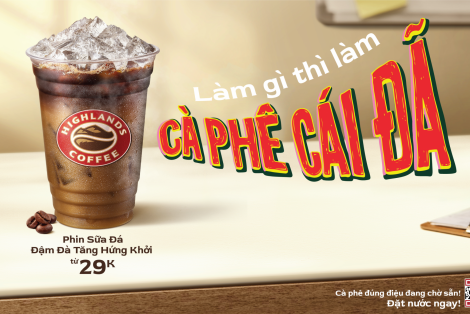 Làm gì thì làm
CÀ PHÊ CÁI ĐÃ
HIGHLANDS
COFFEE
Phin Sữa Đá
Đậm Đà Tăng Hứng Khởi
từ 29K
Cà phê đúng điệu đang chờ sẵn!
Đặt nước ngay!